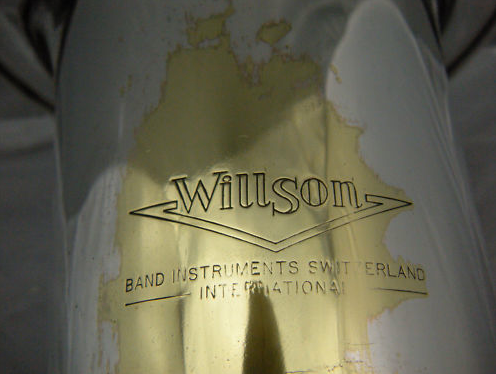 Willson
BAND INSTRUMENTS SWITZERLAND
INTERNATIONAL